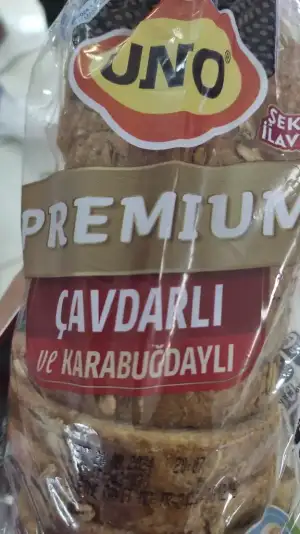 UNO
ŞEK
İLAV
PREMIUM
ÇAVDARLI
ve KARABUĞDAYLI